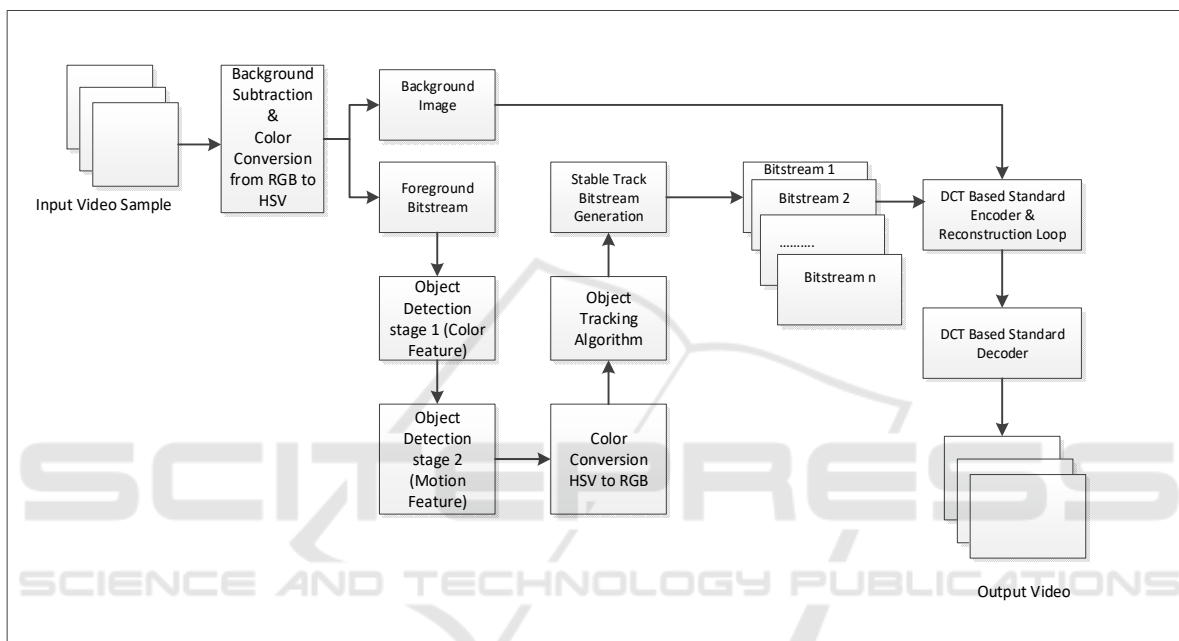 Background
Subtraction
&
Color
Conversion
from RGB to
HSV
Input Video Sample
Background
Image
Foreground
Bitstream
Object
Detection
stage 1 (Color
Feature)
Object
Detection
stage 2
(Motion
Feature)
Color
Conversion
HSV to RGB
Object
Tracking
Algorithm
Stable Track
Bitstream
Generation
Bitstream 1
Bitstream 2
..........
Bitstream n
DCT Based Standard
Encoder &
Reconstruction Loop
DCT Based Standard
Decoder
Output Video
SCITEPRESS
SCIENCE AND TECHNOLOGY PUBLICATIONS